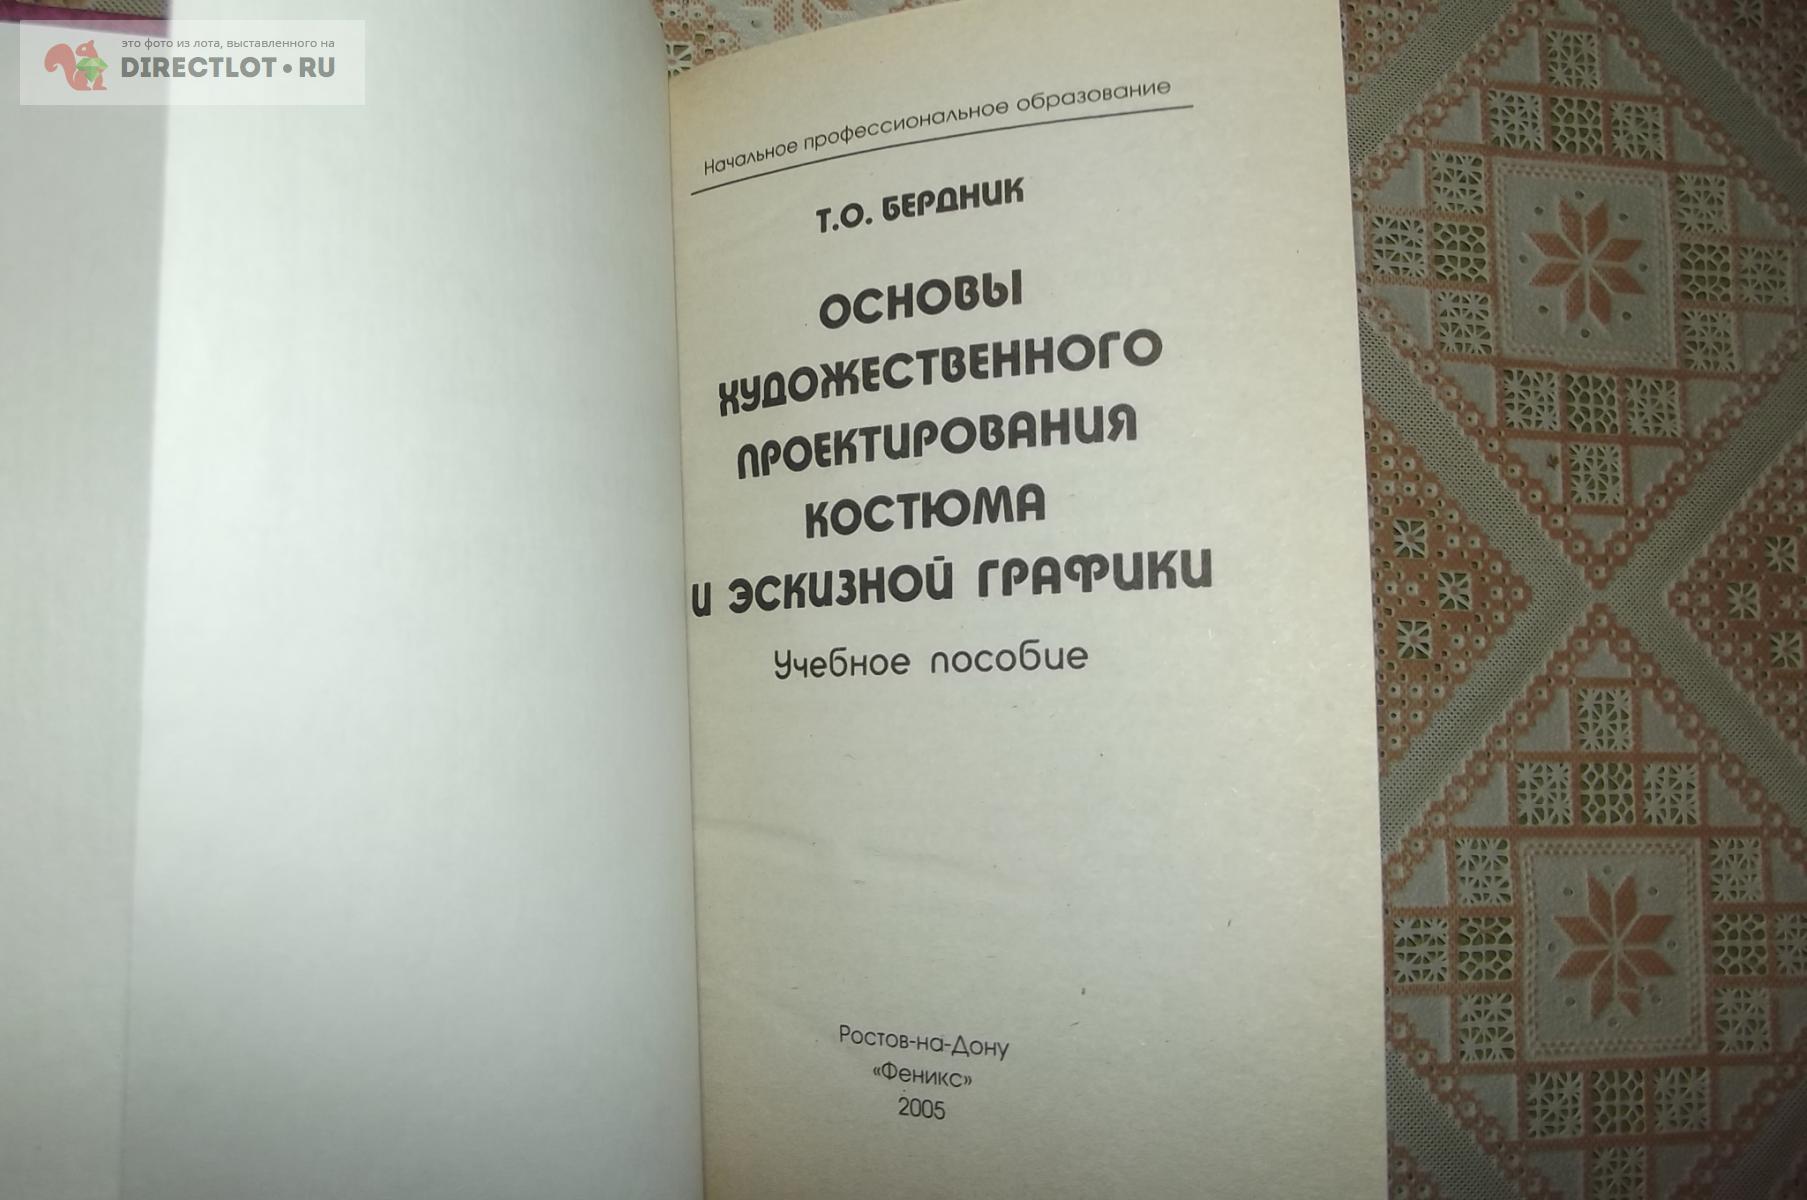 это фото из лота, выставленного на
DIRECTLOT•RU
Начальное профессиональное образование
Т.О. БЕРДНИК
ОСНОВЫ
ХУДОЖЕСТВЕННОГО
ПРОЕКТИРОВАНИЯ
КОСТЮМА
И ЭСКИЗНОЙ ГРАФИКИ
Учебное пособие
Ростов-на-Дону
«Феникс»
2005